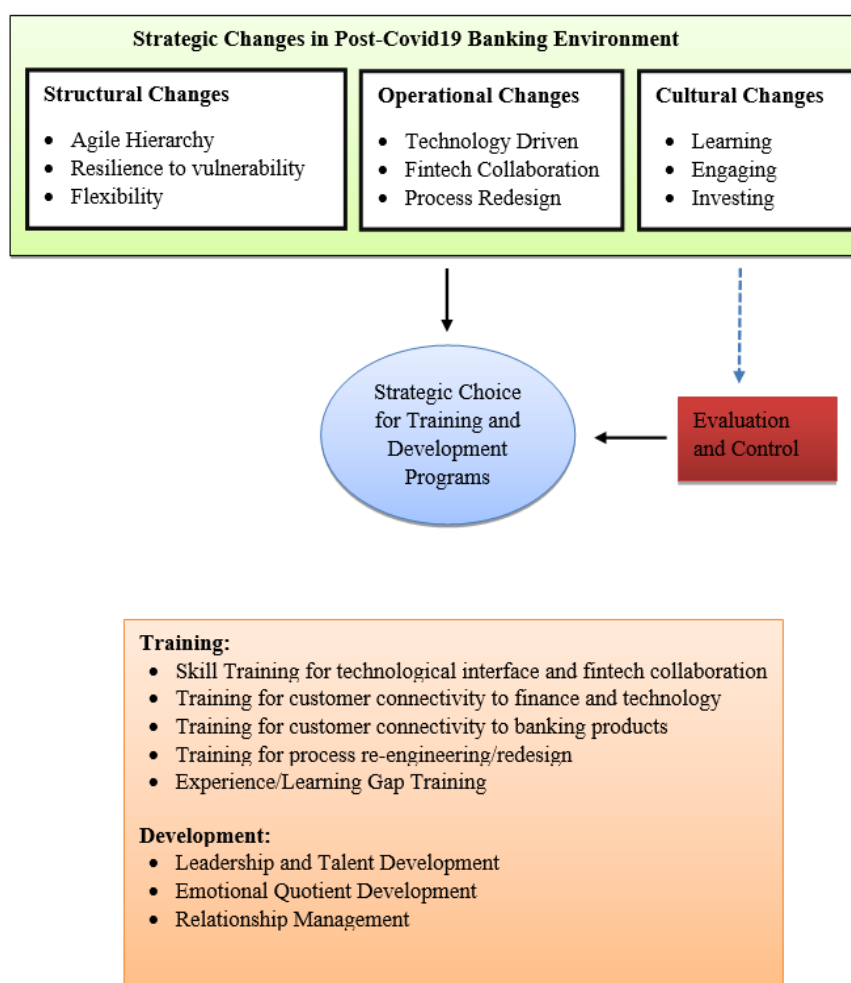 Strategic Changes in Post-Covid19 Banking Environment
Structural Changes
• Agile Hierarchy
• Resilience to vulnerability
• Flexibility
Operational Changes
• Technology Driven
• Fintech Collaboration
• Process Redesign
Cultural Changes
• Learning
• Engaging
• Investing
Strategic Choice
for Training and
Development
Programs
Evaluation
and Control
Training:
• Skill Training for technological interface and fintech collaboration
• Training for customer connectivity to finance and technology
• Training for customer connectivity to banking products
• Training for process re-engineering/redesign
• Experience/Learning Gap Training
Development:
• Leadership and Talent Development
• Emotional Quotient Development
• Relationship Management